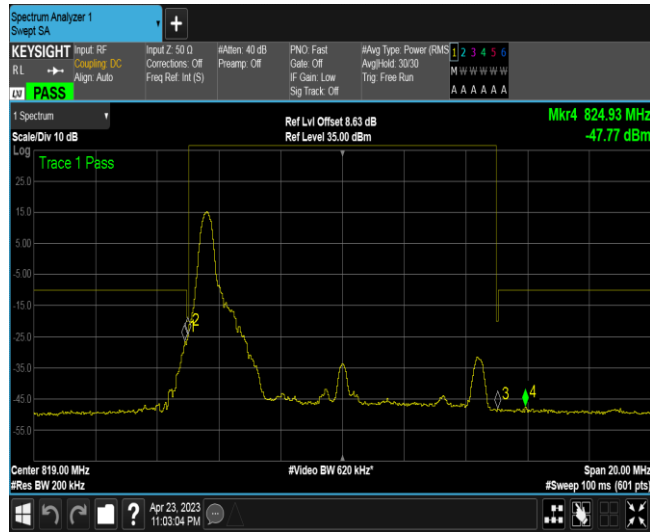 Spectrum Analyzer 1
Swept SA
+
KEYSIGHT
RL
LXI PASS
Input: RF
Coupling: DC
Align: Auto
Input Z: 50 Ω
Corrections: Off
Freq Ref: Int (S)
#Atten: 40 dB
Preamp: Off
PNO: Fast
Gate: Off
IF Gain: Low
Sig Track: Off
#Avg Type: Power (RMS
Avg|Hold: 30/30
Trig: Free Run
1 2 3 4 5 6
M W W W W W
A A A A A A
1 Spectrum
Scale/Div 10 dB
Ref Lvl Offset 8.63 dB
Ref Level 35.00 dBm
Mkr4 824.93 MHz
-47.77 dBm
Log
Trace 1 Pass
25.0
15.0
5.00
-5.00
-15.0
-25.0
-35.0
-45.0
-55.0
2
3
4
Center 819.00 MHz
#Res BW 200 kHz
#Video BW 620 kHz*
Span 20.00 MHz
#Sweep 100 ms (601 pts)
?
Apr 23, 2023
11:03:04 PM